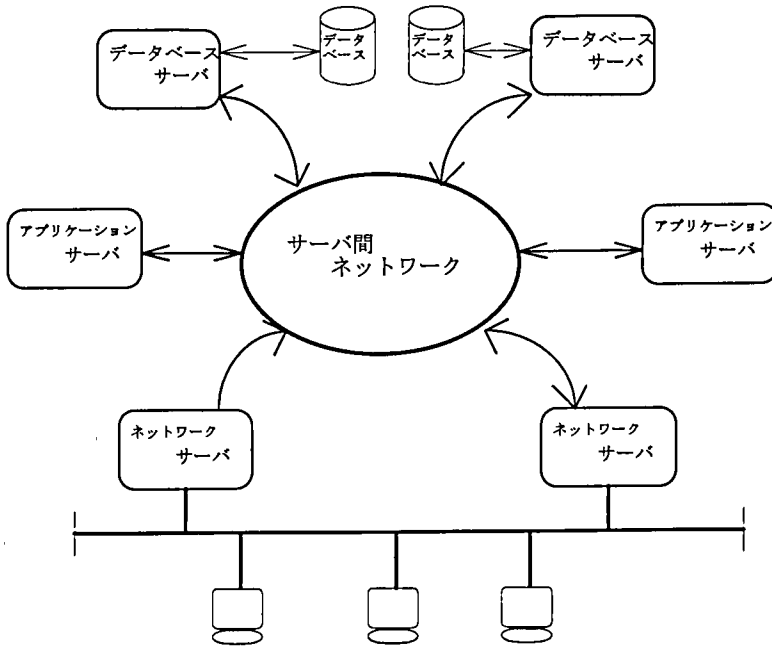 データベース
サーバ
データ
ベース
データ
ベース
データベース
サーバ
アプリケーション
サーバ
サーバ間
ネットワーク
アプリケーション
サーバ
ネットワーク
サーバ
ネットワーク
サーバ